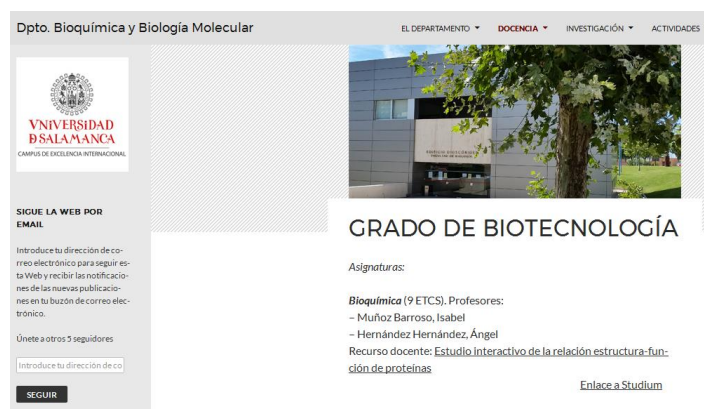 Dpto. Bioquímica y Biología Molecular
EL DEPARTAMENTO
DOCENCIA
INVESTIGACIÓN
ACTIVIDADES
VNiVERSiDAD
D SALAMANCA
CAMPUS DE EXCELENCIA INTERNACIONAL
SIGUE LA WEB POR
EMAIL
Introduce tu dirección de co-
rreo electrónico para seguir es-
ta Web y recibir las notificacio-
nes de las nuevas publicacio-
nes en tu buzón de correo elec-
trónico.
Únete a otros 5 seguidores
Introduce tu dirección de co
SEGUIR
GRADO DE BIOTECNOLOGÍA
Asignaturas:
Bioquímica (9 ETCS). Profesores:
– Muñoz Barroso, Isabel
– Hernández Hernández, Ángel
Recurso docente: Estudio interactivo de la relación estructura-fun-
ción de proteínas
Enlace a Studium